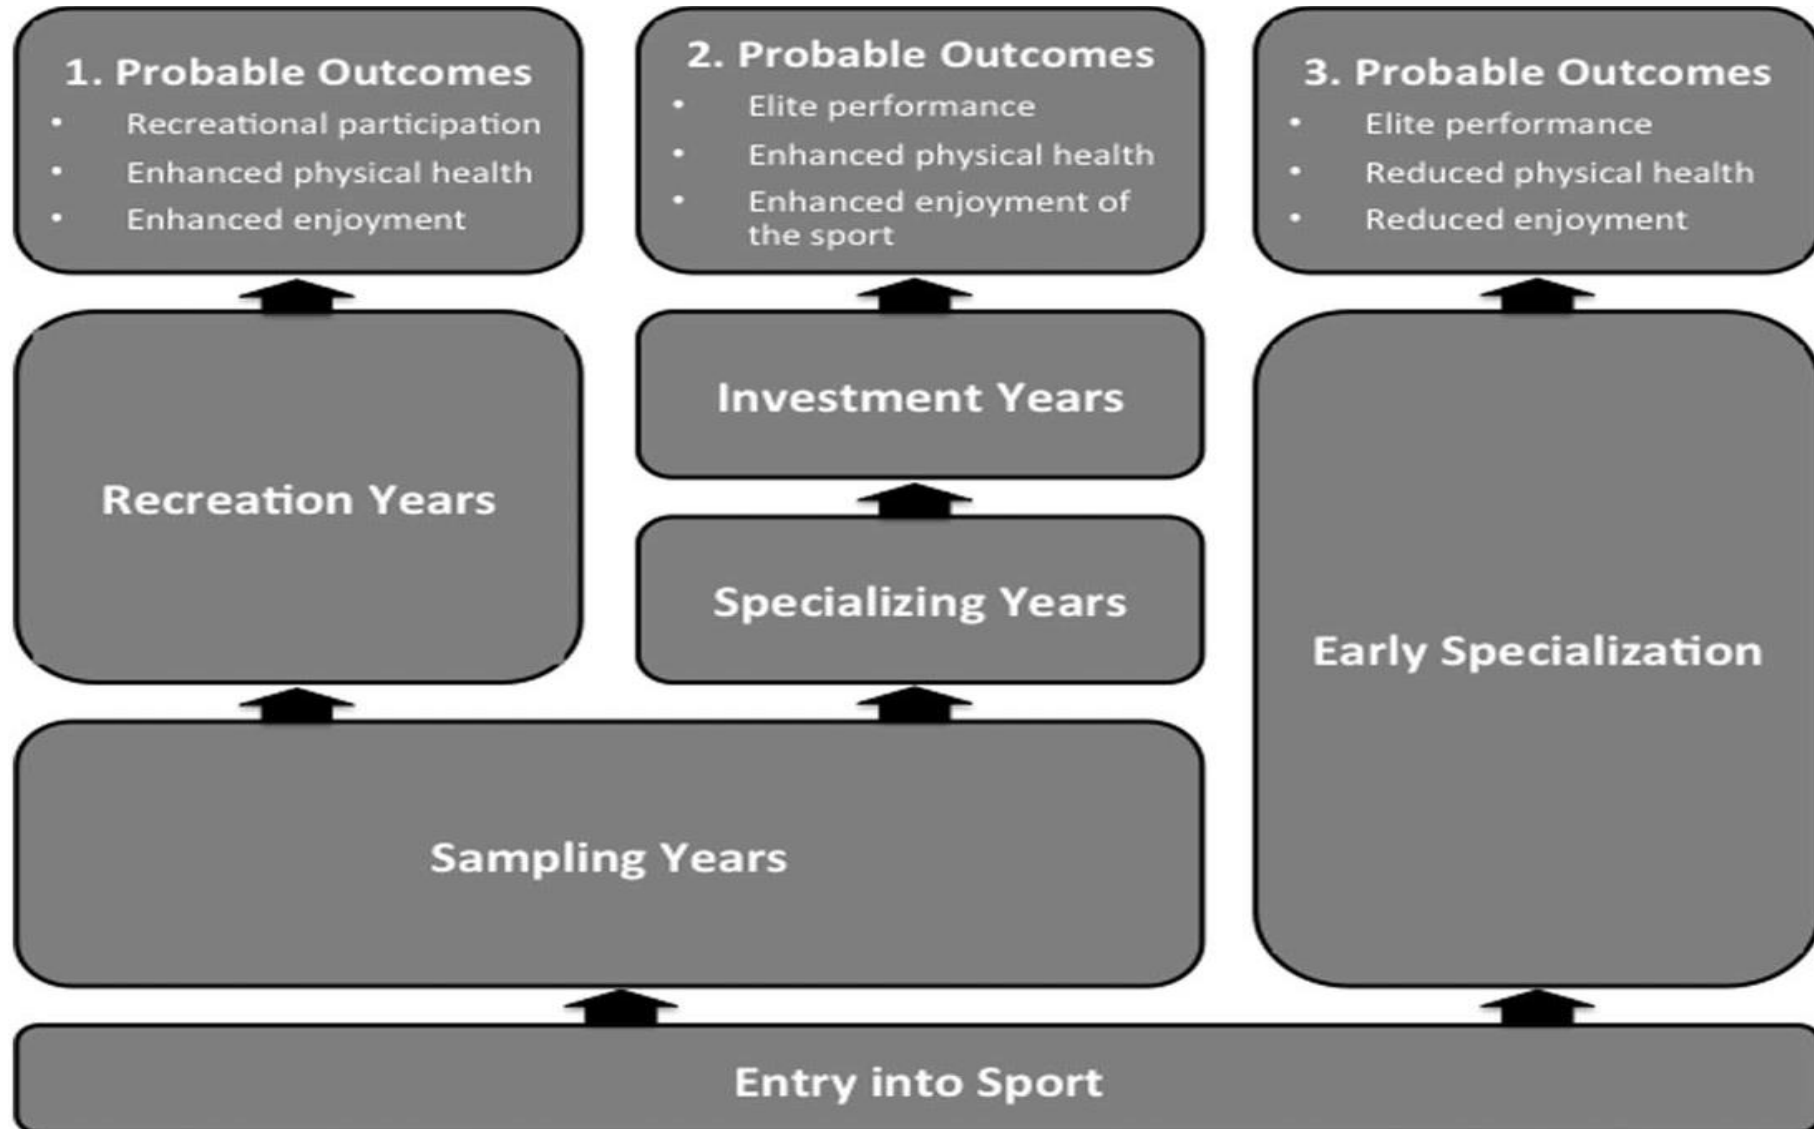 1. Probable Outcomes
• Recreational participation
• Enhanced physical health
• Enhanced enjoyment
2. Probable Outcomes
• Elite performance
• Enhanced physical health
• Enhanced enjoyment of
the sport
3. Probable Outcomes
• Elite performance
• Reduced physical health
• Reduced enjoyment
Recreation Years
Investment Years
Specializing Years
Early Specialization
Sampling Years
Entry into Sport